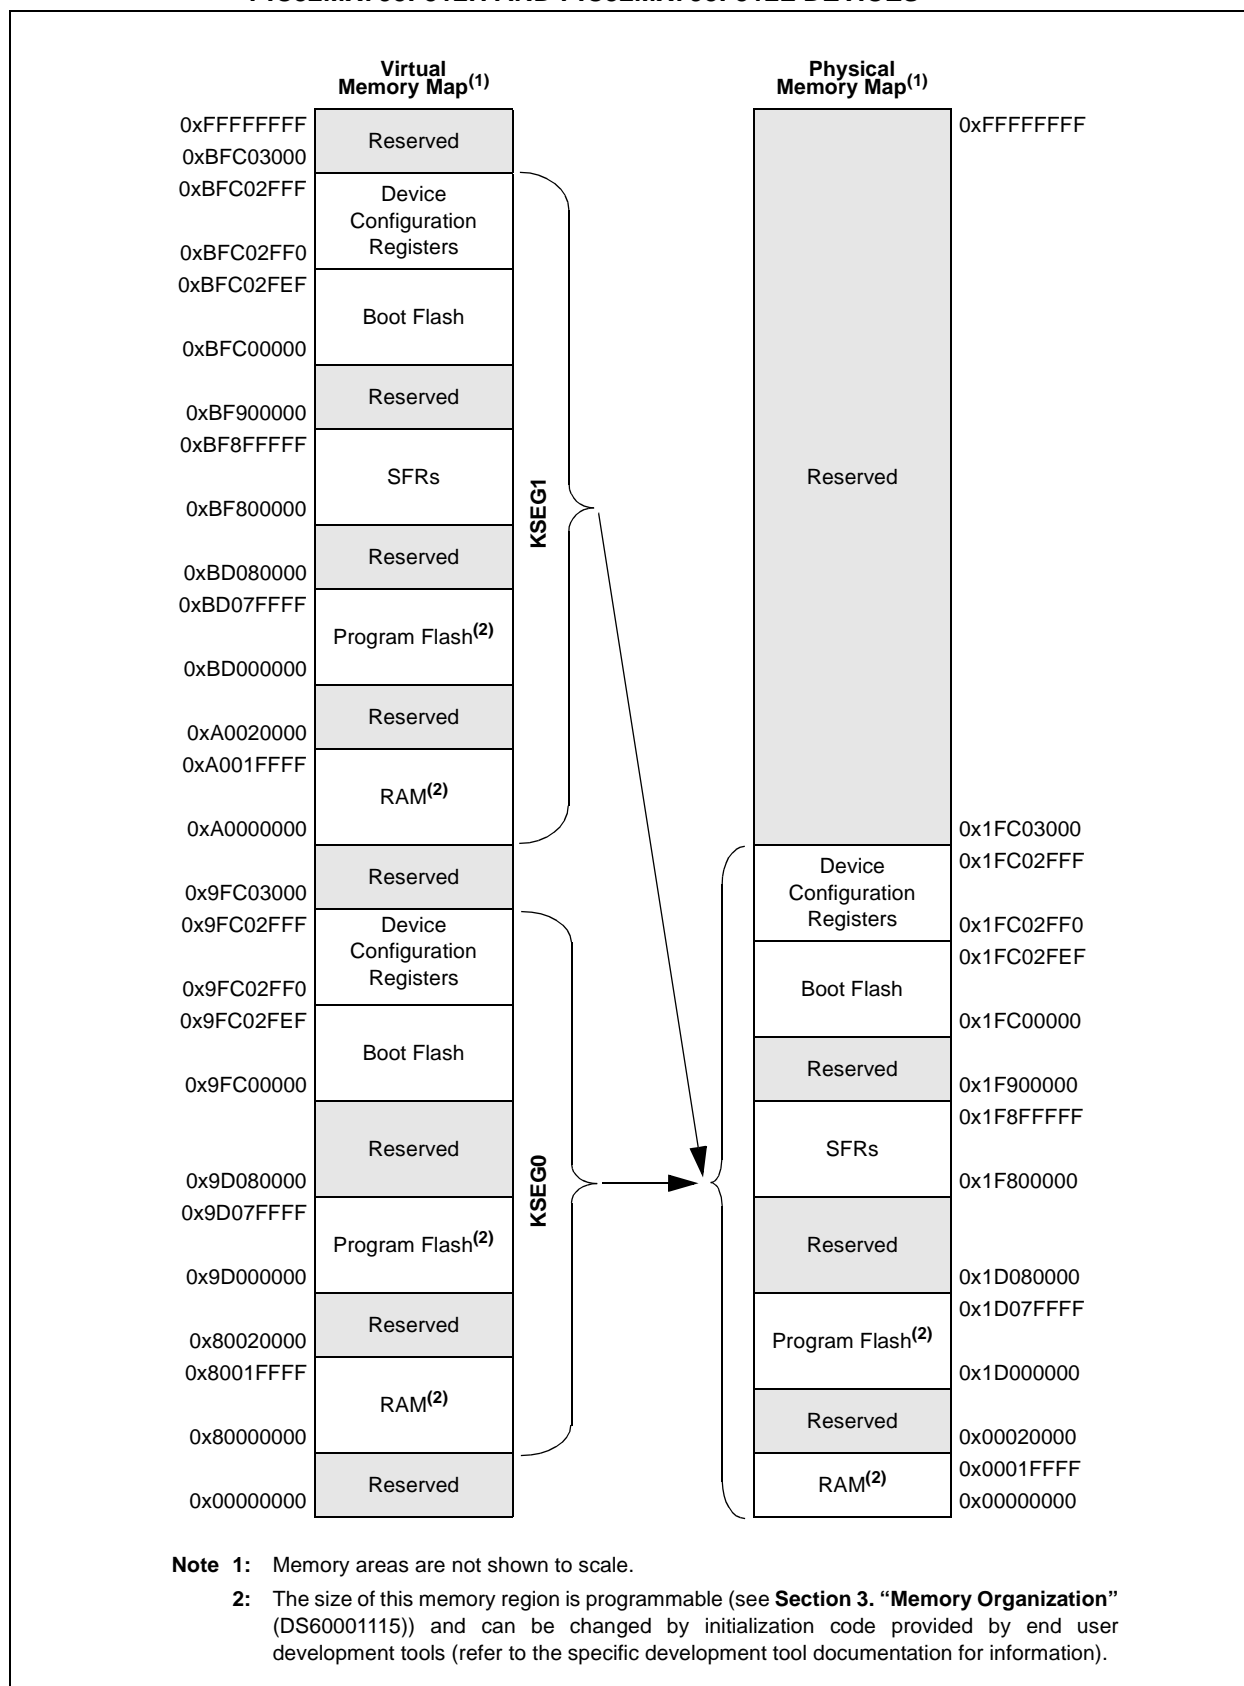 Virtual
Memory Map(1)
0xFFFFFFFF
Reserved
0xBFC03000
0xBFC02FFF
Device
Configuration
Registers
0xBFC02FF0
0xBFC02FEF
Boot Flash
0xBFC00000
Reserved
0xBF900000
0xBF8FFFFF
SFRs
0xBF800000
Reserved
0xBD080000
0xBD07FFFF
Program Flash(2)
0xBD000000
Reserved
0xA0020000
0xA001FFFF
RAM(2)
0xA0000000
KSEG1
Reserved
0x9FC03000
0x9FC02FFF
Device
Configuration
Registers
0x9FC02FF0
0x9FC02FEF
Boot Flash
0x9FC00000
Reserved
0x9D080000
0x9D07FFFF
Program Flash(2)
0x9D000000
Reserved
0x80020000
0x8001FFFF
RAM(2)
0x80000000
KSEG0
Reserved
0x00000000
Physical
Memory Map(1)
0xFFFFFFFF
Reserved
0x1FC03000
0x1FC02FFF
Device
Configuration
Registers
0x1FC02FF0
0x1FC02FEF
Boot Flash
0x1FC00000
Reserved
0x1F900000
0x1F8FFFFF
SFRs
0x1F800000
Reserved
0x1D080000
0x1D07FFFF
Program Flash(2)
0x1D000000
Reserved
0x00020000
0x0001FFFF
RAM(2)
0x00000000
Note 1: Memory areas are not shown to scale.
2: The size of this memory region is programmable (see Section 3. “Memory Organization”
(DS60001115)) and can be changed by initialization code provided by end user
development tools (refer to the specific development tool documentation for information).